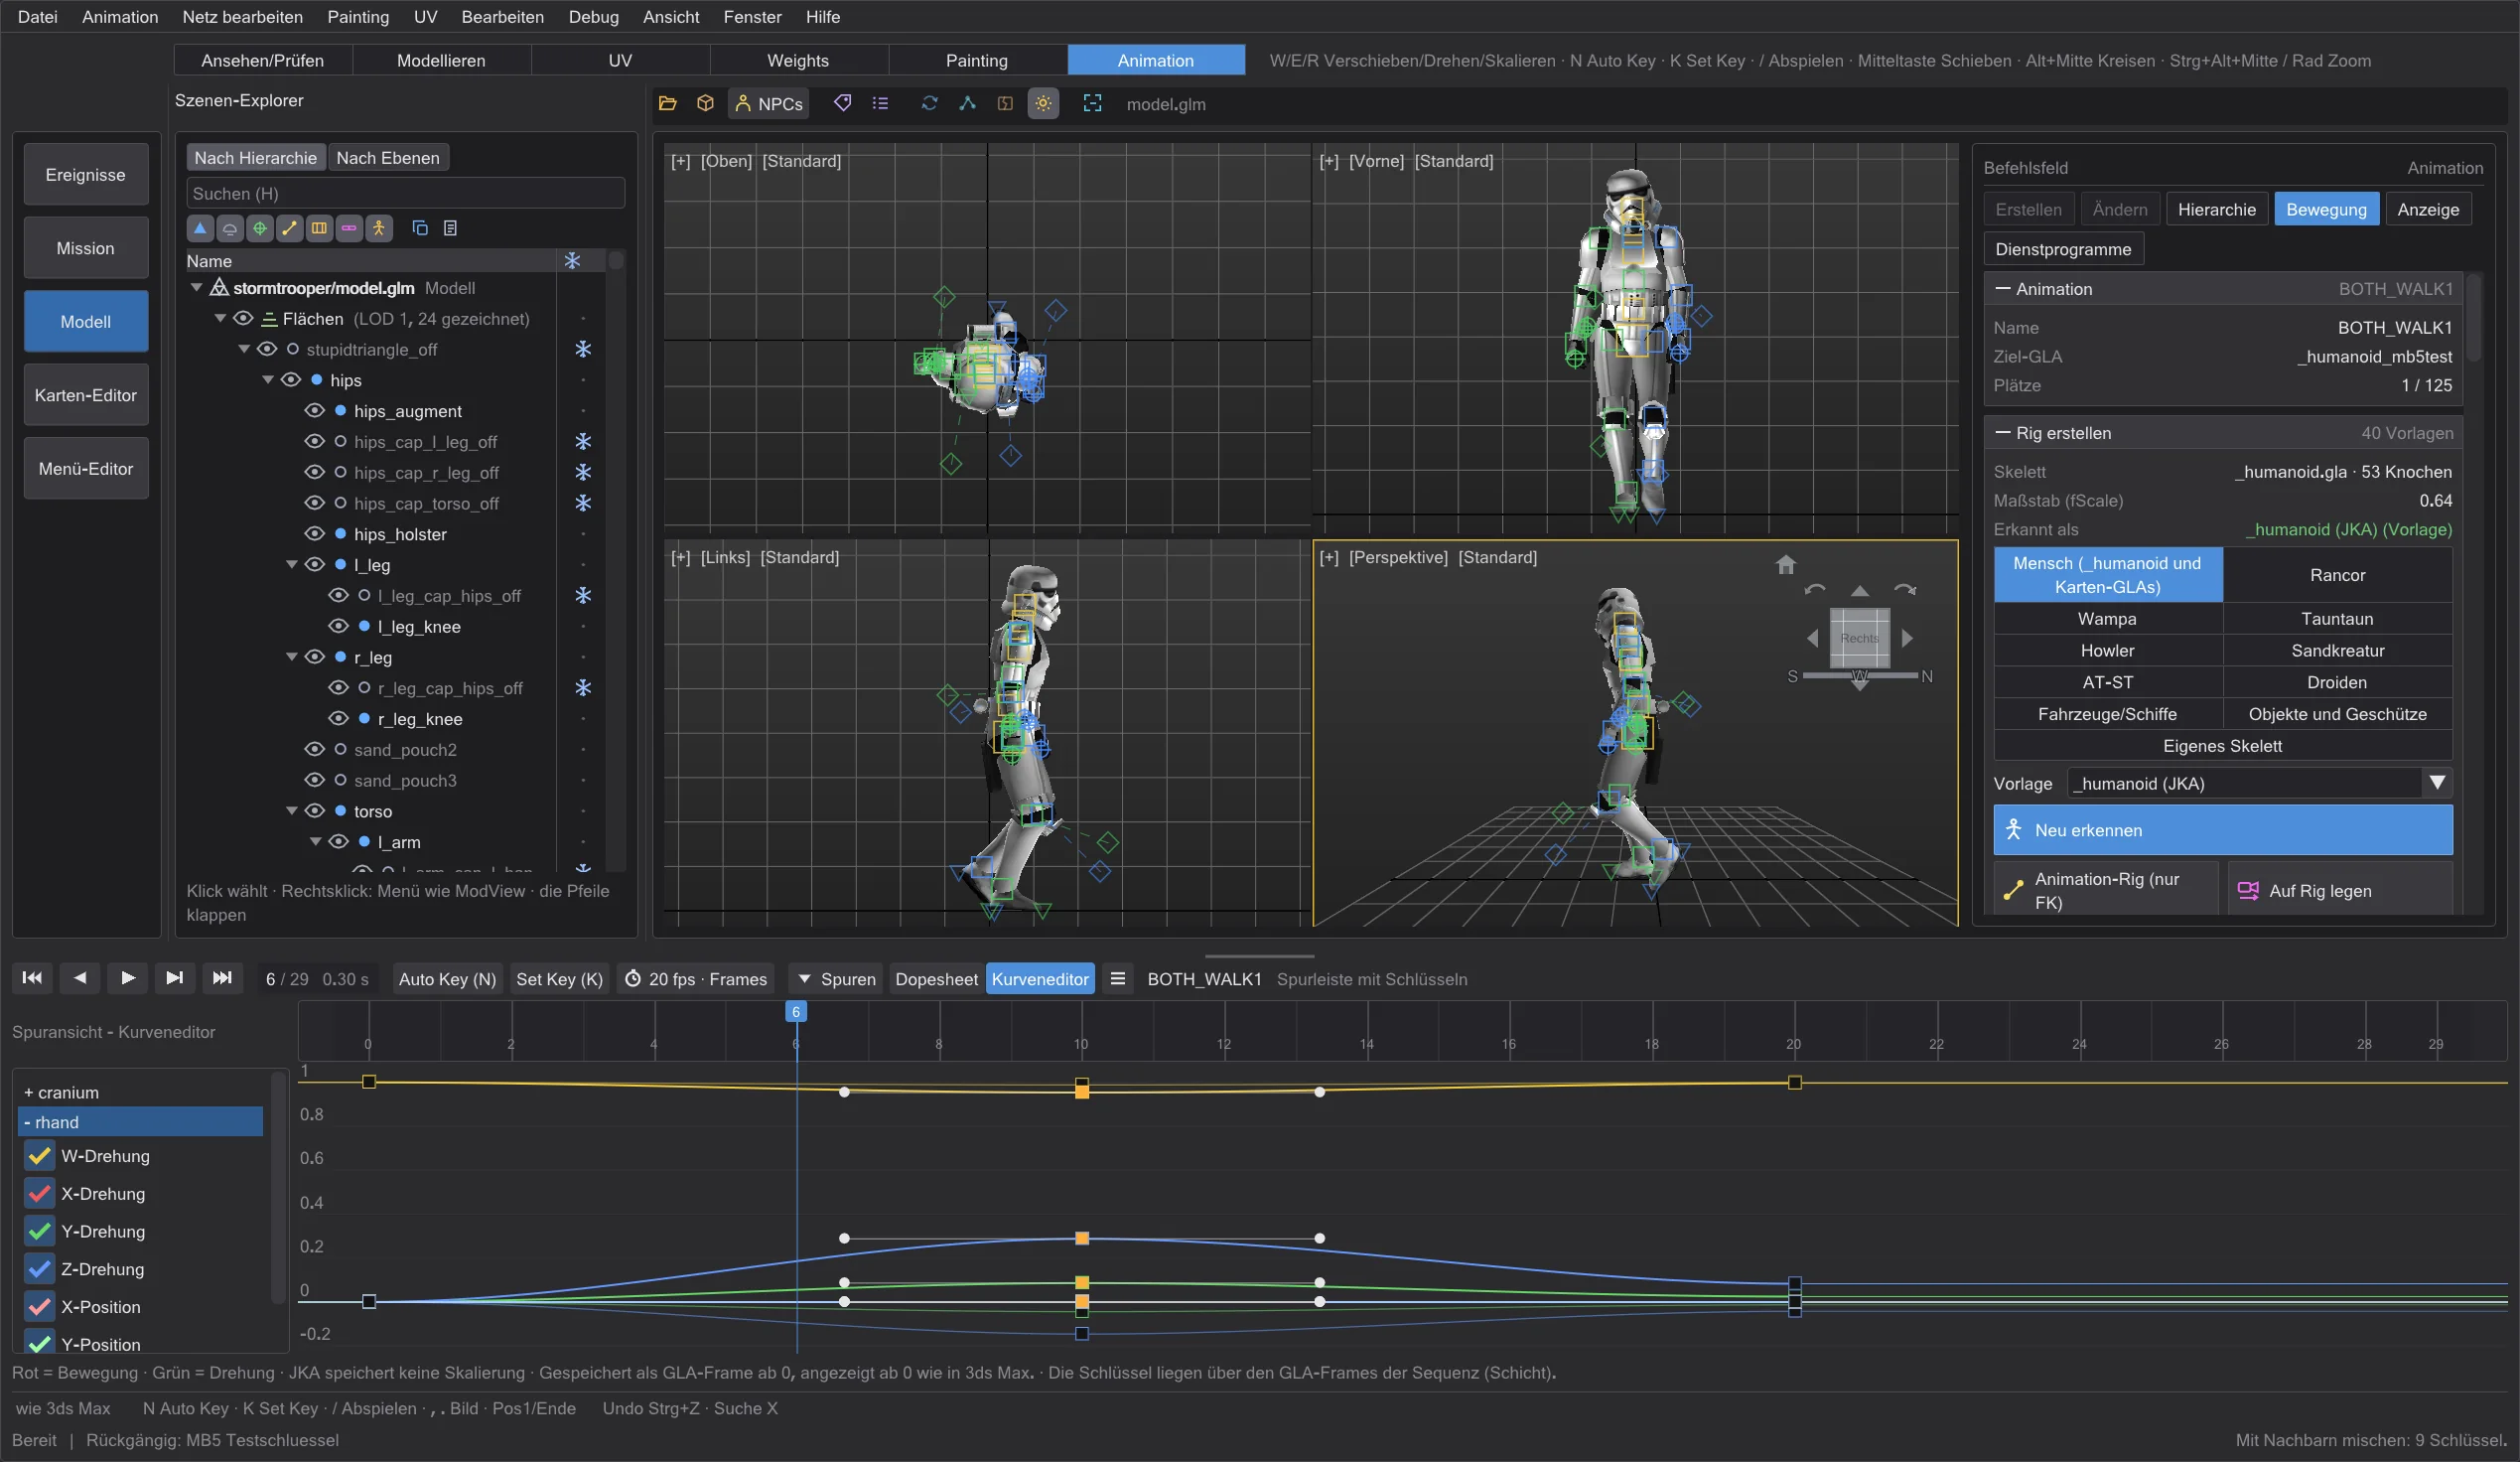 Datei Animation Netz bearbeiten Painting UV Bearbeiten Debug Ansicht Fenster Hilfe
Ansehen/Prüfen Modellieren UV Weights Painting Animation W/E/R Verschieben/Drehen/Skalieren · N Auto Key · K Set Key · / Abspielen · Mitteltaste Schieben · Alt+Mitte Kreisen · Strg+Alt+Mitte / Rad Zoom
Szenen-Explorer
NPCs model.glm
Ereignisse
Mission
Modell
Karten-Editor
Menü-Editor
Nach Hierarchie Nach Ebenen
Suchen (H)
Name
stormtrooper/model.glm Modell
Flächen (LOD 1, 24 gezeichnet)
stupidtriangle_off
hips
hips_augment
hips_cap_l_leg_off
hips_cap_r_leg_off
hips_cap_torso_off
hips_holster
l_leg
l_leg_cap_hips_off
l_leg_knee
r_leg
r_leg_cap_hips_off
r_leg_knee
sand_pouch2
sand_pouch3
torso
l_arm
Klick wählt · Rechtsklick: Menü wie ModView · die Pfeile
klappen
[+] [Oben] [Standard]
[+] [Vorne] [Standard]
[+] [Links] [Standard]
[+] [Perspektive] [Standard]
Rechts
S W N
Befehlsfeld Animation
Erstellen Ändern Hierarchie Bewegung Anzeige
Dienstprogramme
Animation BOTH_WALK1
Name BOTH_WALK1
Ziel-GLA _humanoid_mb5test
Plätze 1 / 125
Rig erstellen 40 Vorlagen
Skelett _humanoid.gla · 53 Knochen
Maßstab (fScale) 0.64
Erkannt als _humanoid (JKA) (Vorlage)
Mensch (_humanoid und
Karten-GLAs)
Rancor
Wampa Tauntaun
Howler Sandkreatur
AT-ST Droiden
Fahrzeuge/Schiffe Objekte und Geschütze
Eigenes Skelett
Vorlage _humanoid (JKA)
Neu erkennen
Animation-Rig (nur
FK)
Auf Rig legen
6 / 29 0.30 s Auto Key (N) Set Key (K) 20 fps · Frames Spuren Dopesheet Kurveneditor BOTH_WALK1 Spurleiste mit Schlüsseln
Spuransicht - Kurveneditor
6
0 2 4 6 8 10 12 14 16 18 20 22 24 26 28 29
+ cranium
- rhand
W-Drehung
X-Drehung
Y-Drehung
Z-Drehung
X-Position
Y-Position
1
0.8
0.6
0.4
0.2
0
-0.2
Rot = Bewegung · Grün = Drehung · JKA speichert keine Skalierung · Gespeichert als GLA-Frame ab 0, angezeigt ab 0 wie in 3ds Max. · Die Schlüssel liegen über den GLA-Frames der Sequenz (Schicht).
wie 3ds Max N Auto Key · K Set Key · / Abspielen · , . Bild · Pos1/Ende Undo Strg+Z · Suche X
Bereit | Rückgängig: MB5 Testschluessel Mit Nachbarn mischen: 9 Schlüssel.